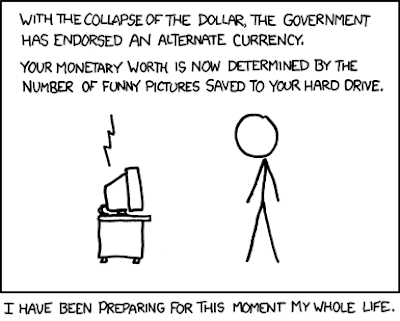 WITH THE COLLAPSE OF THE DOLLAR, THE GOVERNMENT
HAS ENDORSED AN ALTERNATE CURRENCY.
YOUR MONETARY WORTH IS NOW DETERMINED BY THE
NUMBER OF FUNNY PICTURES SAVED TO YOUR HARD DRIVE.
I HAVE BEEN PREPARING FOR THIS MOMENT MY WHOLE LIFE.